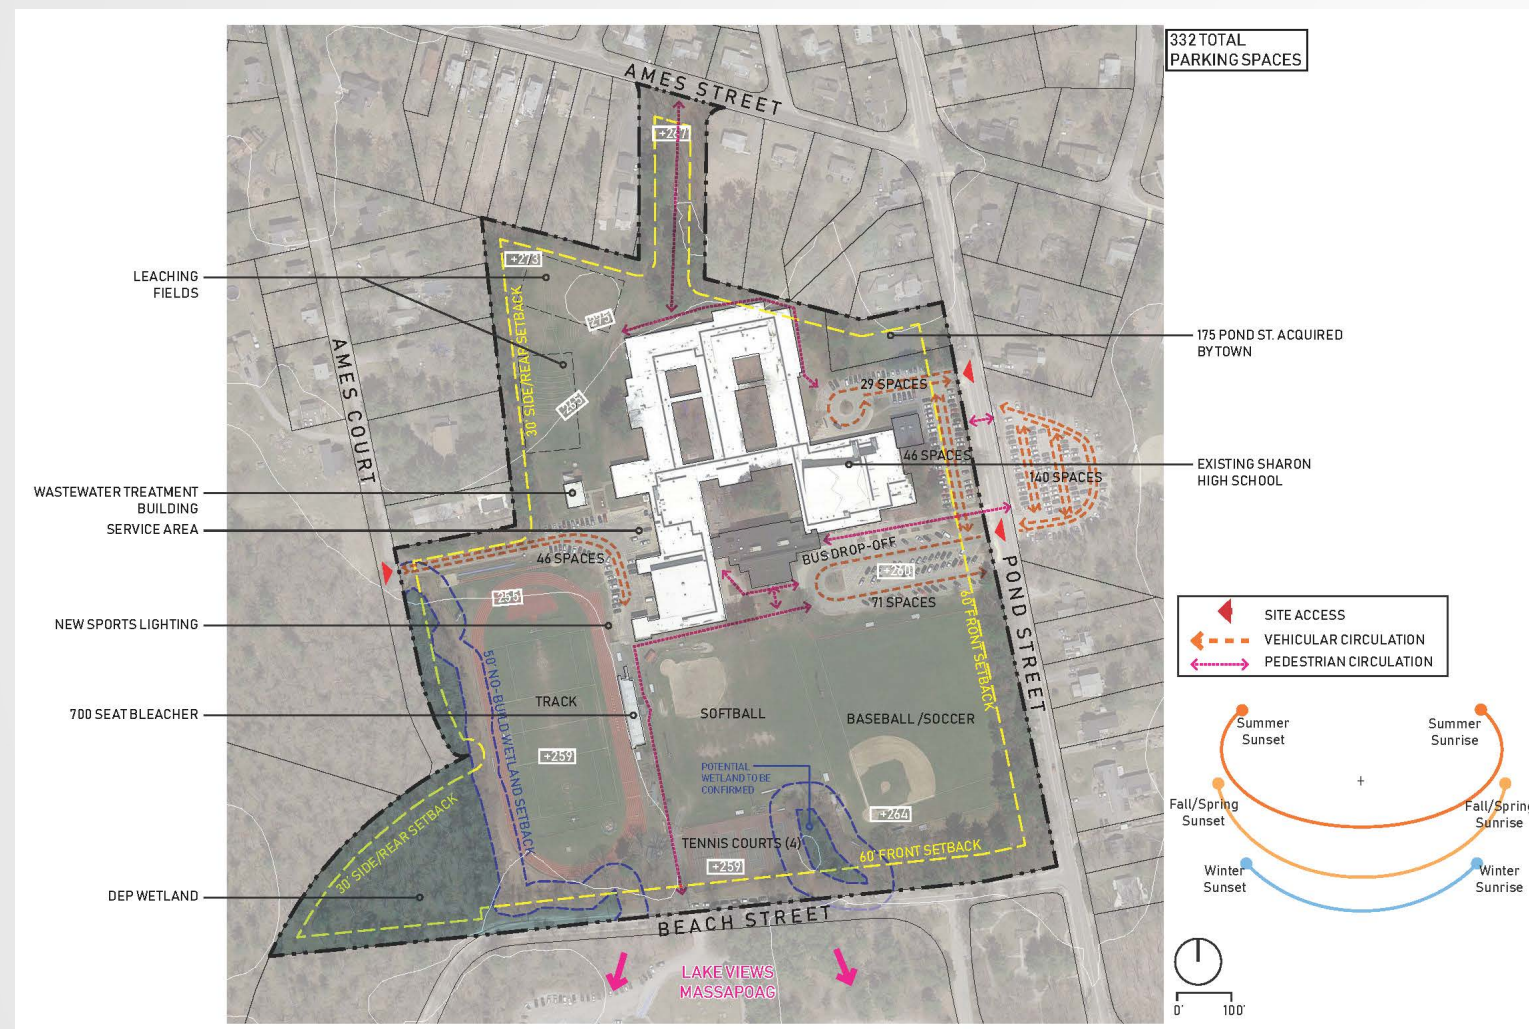 332 TOTAL
PARKING SPACES
AMES STREET
+267
+273
LEACHING
FIELDS
273
30' SIDE/REAR SETBACK
175 POND ST. ACQUIRED
BY TOWN
AMES COURT
29 SPACES
265
46 SPACES
EXISTING SHARON
HIGH SCHOOL
140 SPACES
WASTEWATER TREATMENT
BUILDING
SERVICE AREA
46 SPACES
BUS DROP-OFF
+260
71 SPACES
255
POND STREET
60' FRONT SETBACK
NEW SPORTS LIGHTING
SITE ACCESS
VEHICULAR CIRCULATION
PEDESTRIAN CIRCULATION
50' NO-BUILD WETLAND SETBACK
TRACK
700 SEAT BLEACHER
SOFTBALL
BASEBALL/SOCCER
+259
POTENTIAL
WETLAND TO BE
CONFIRMED
+264
TENNIS COURTS (4)
+259
60' FRONT SETBACK
30' SIDE/REAR SETBACK
DEP WETLAND
BEACH STREET
LAKE VIEWS
MASSAPOAG
Summer
Sunset
Summer
Sunrise
Fall/Spring
Sunset
Fall/Spring
Sunrise
Winter
Sunset
Winter
Sunrise
0'
100'